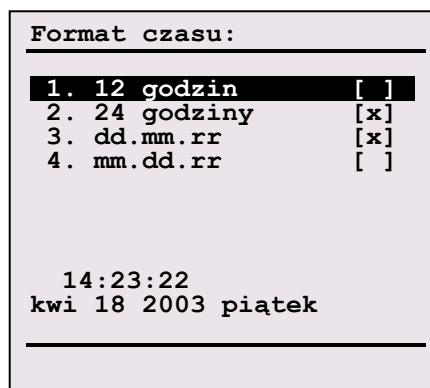 Format czasu:
1. 12 godzin [ ]
2. 24 godziny [x]
3. dd.mm.rr [x]
4. mm.dd.rr [ ]
14:23:22
kwi 18 2003 piątek